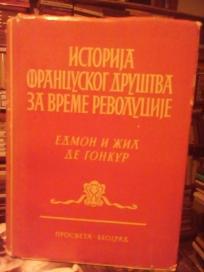 ИСТОРИЈА
ФРАНЦУСКОГ ДРУШТВА
ЗА ВРЕМЕ РЕВОЛУЦИЈЕ
ЕДМОН И ЖИЛ
ДЕ ГОНКУР
ПРОСВЕТА · БЕОГРАД